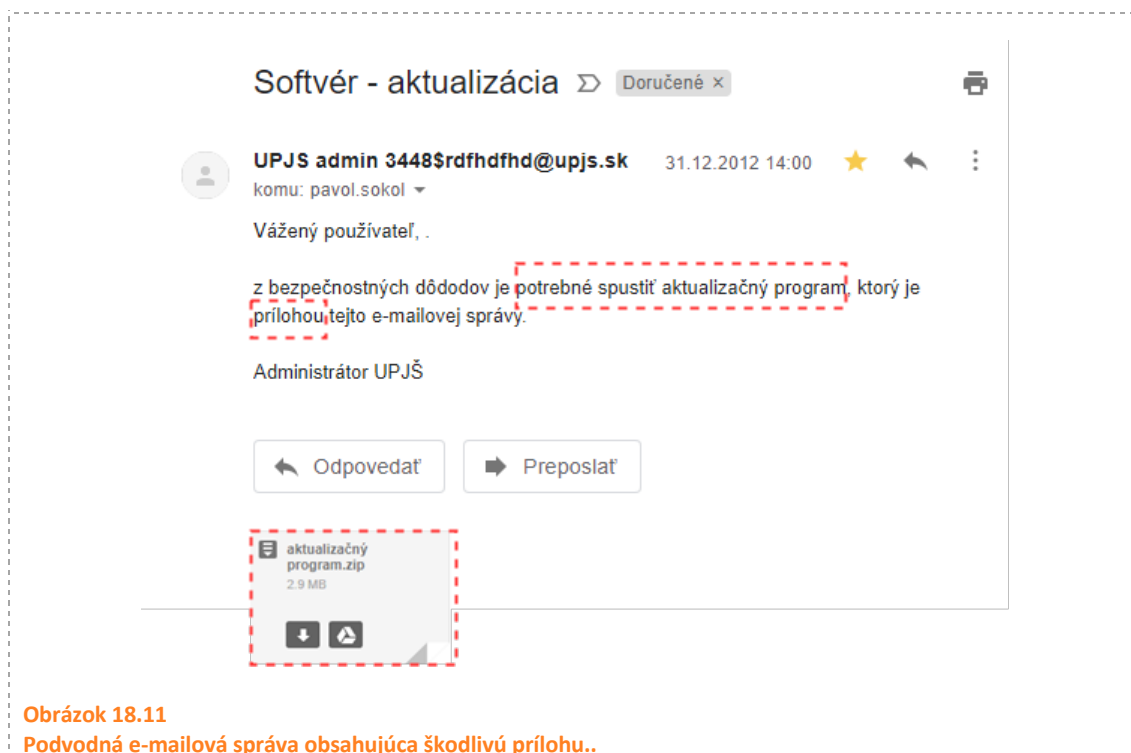 Softvér - aktualizácia Doručené ×
UPJS admin 3448$rdfhdfhd@upjs.sk 31.12.2012 14:00
komu: pavol.sokol
Vážený používateľ, .
z bezpečnostných dôdodov je potrebné spustiť aktualizačný program, ktorý je
prílohou tejto e-mailovej správy.
Administrátor UPJŠ
Odpovedať Preposlať
aktualizačný
program.zip
2.9 MB
Obrázok 18.11
Podvodná e-mailová správa obsahujúca škodlivú prílohu..